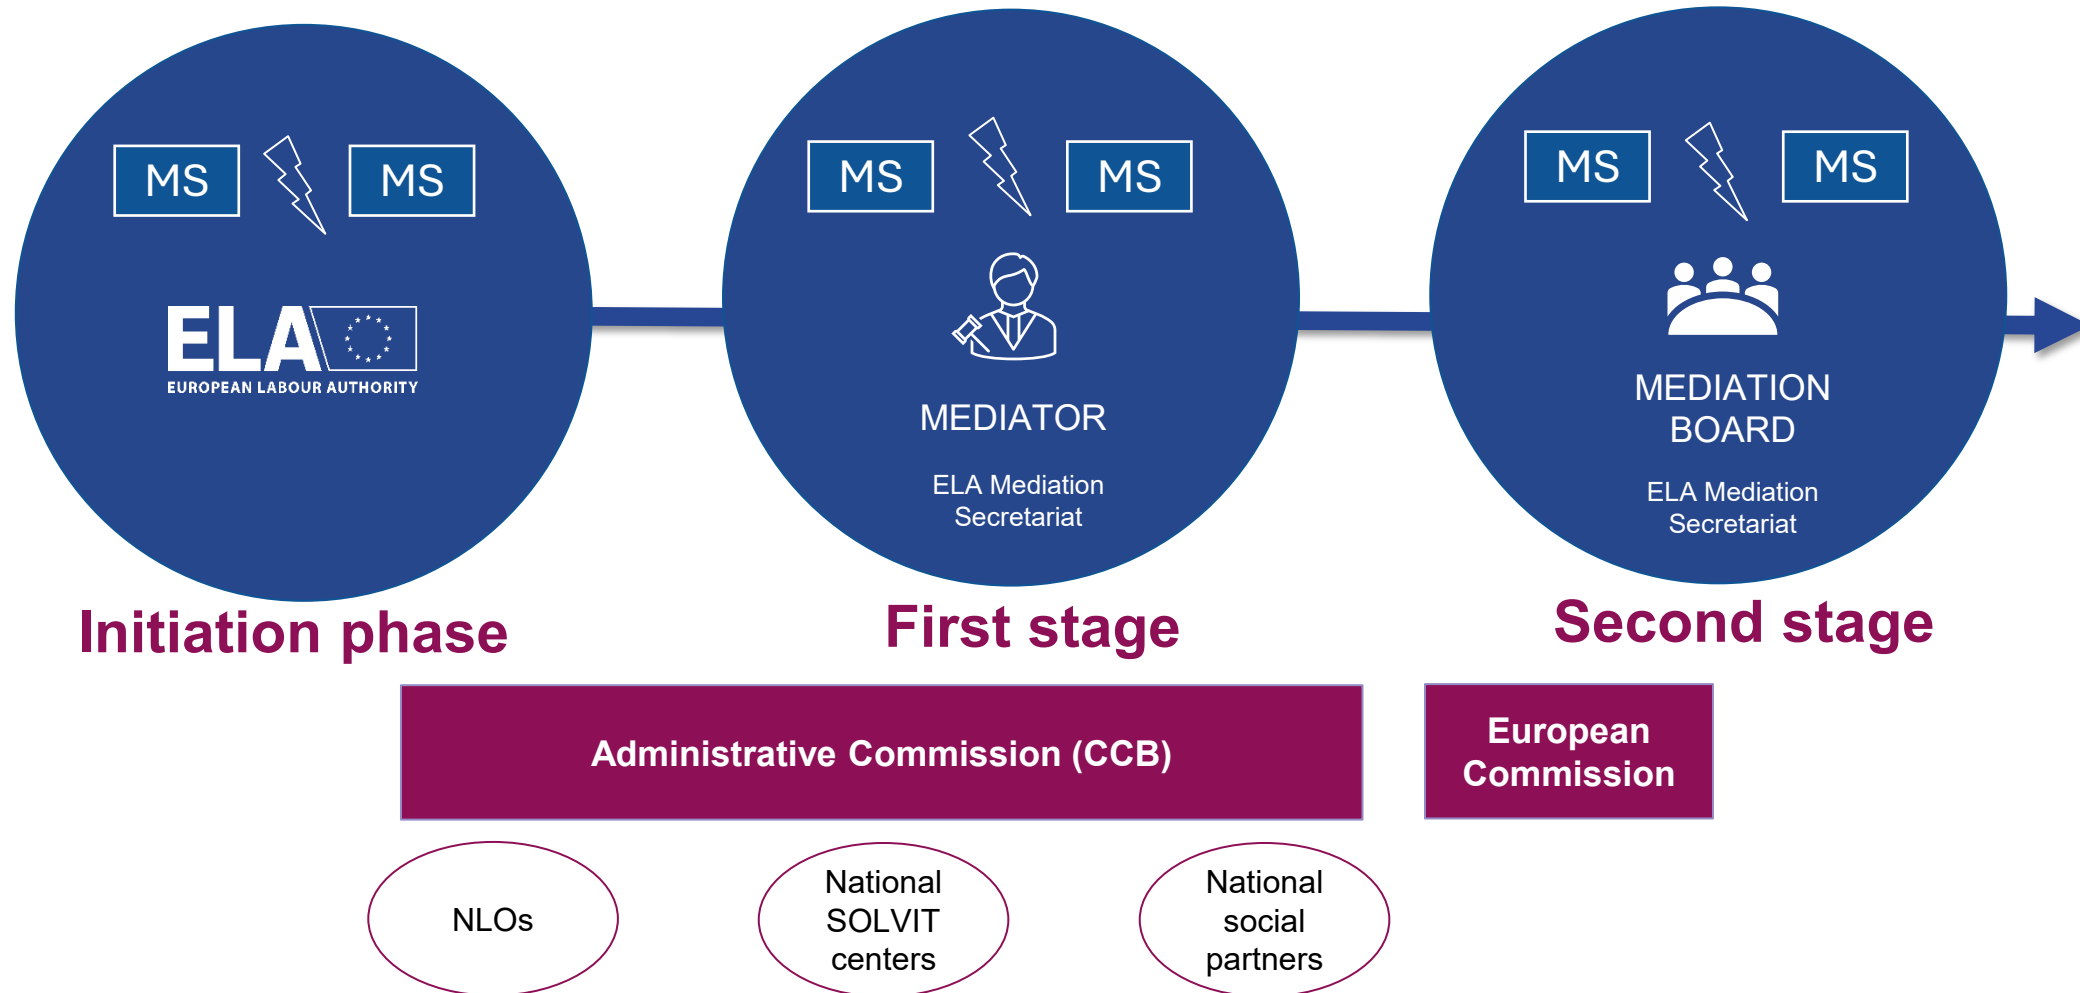 MS MS
ELA
EUROPEAN LABOUR AUTHORITY
Initiation phase
MS MS
MEDIATOR
ELA Mediation
Secretariat
First stage
MS MS
MEDIATION
BOARD
ELA Mediation
Secretariat
Second stage
Administrative Commission (CCB)
European
Commission
NLOs
National
SOLVIT
centers
National
social
partners